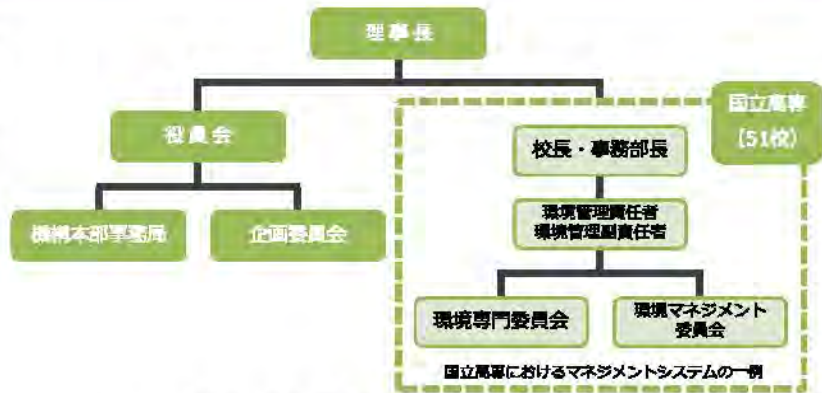 理事長
国立高専
(51校)
役員会
校長・事務部長
機構本部事務局
企画委員会
環境管理責任者
環境管理副責任者
環境専門委員会
環境マネジメント
委員会
国立高専におけるマネジメントシステムの一例